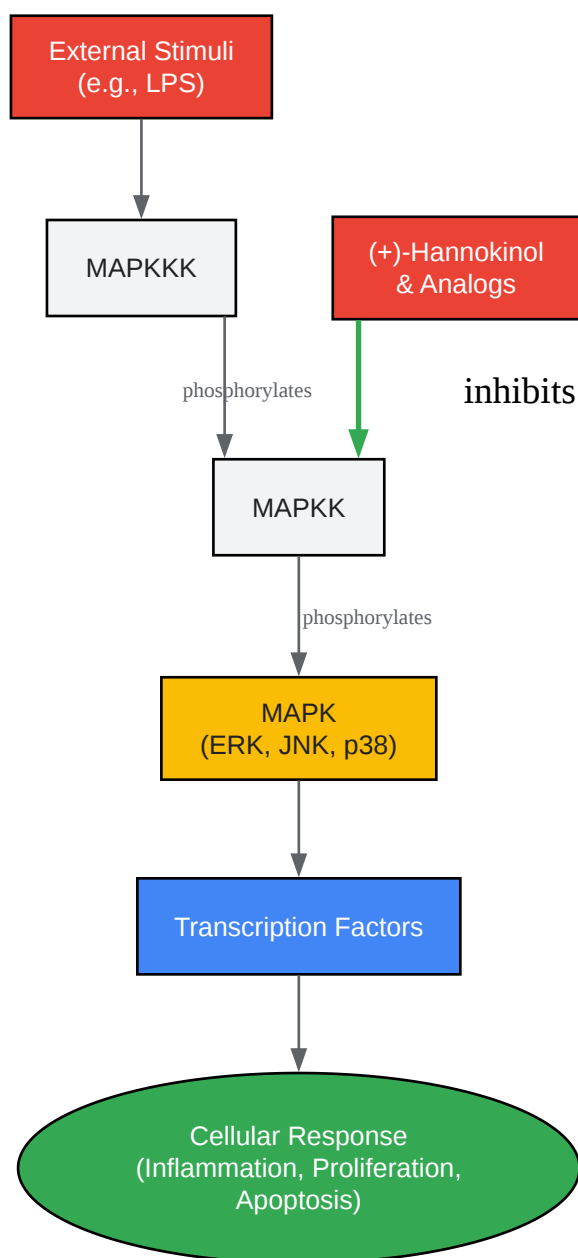 External Stimuli
(e.g., LPS)
MAPKKK
(+)-Hannokinol
& Analogs
phosphorylates
inhibits
MAPKK
phosphorylates
MAPK
(ERK, JNK, p38)
Transcription Factors
Cellular Response
(Inflammation, Proliferation,
Apoptosis)